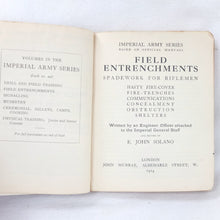 VOLUMES IN THE
IMPERIAL ARMY SERIES
DRILL AND FIELD TRAINING
FIELD ENTRENCHMENTS
SIGNALLING
MUSKETRY
CEREMONIAL, BILLETS, CAMPS,
COOKING
PHYSICAL TRAINING
IMPERIAL ARMY SERIES
BASED ON OFFICIAL MANUALS
FIELD
ENTRENCHMENTS
SPADEWORK FOR RIFLEMEN
HASTY FIRE-COVER
FIRE-TRENCHES
COMMUNICATIONS
CONCEALMENT
OBSTRUCTION
SHELTERS
Written by an Engineer Officer attached
to the Imperial General Staff
E. JOHN SOLANO
LONDON
JOHN MURRAY, ALBEMARLE STREET, W.
1914